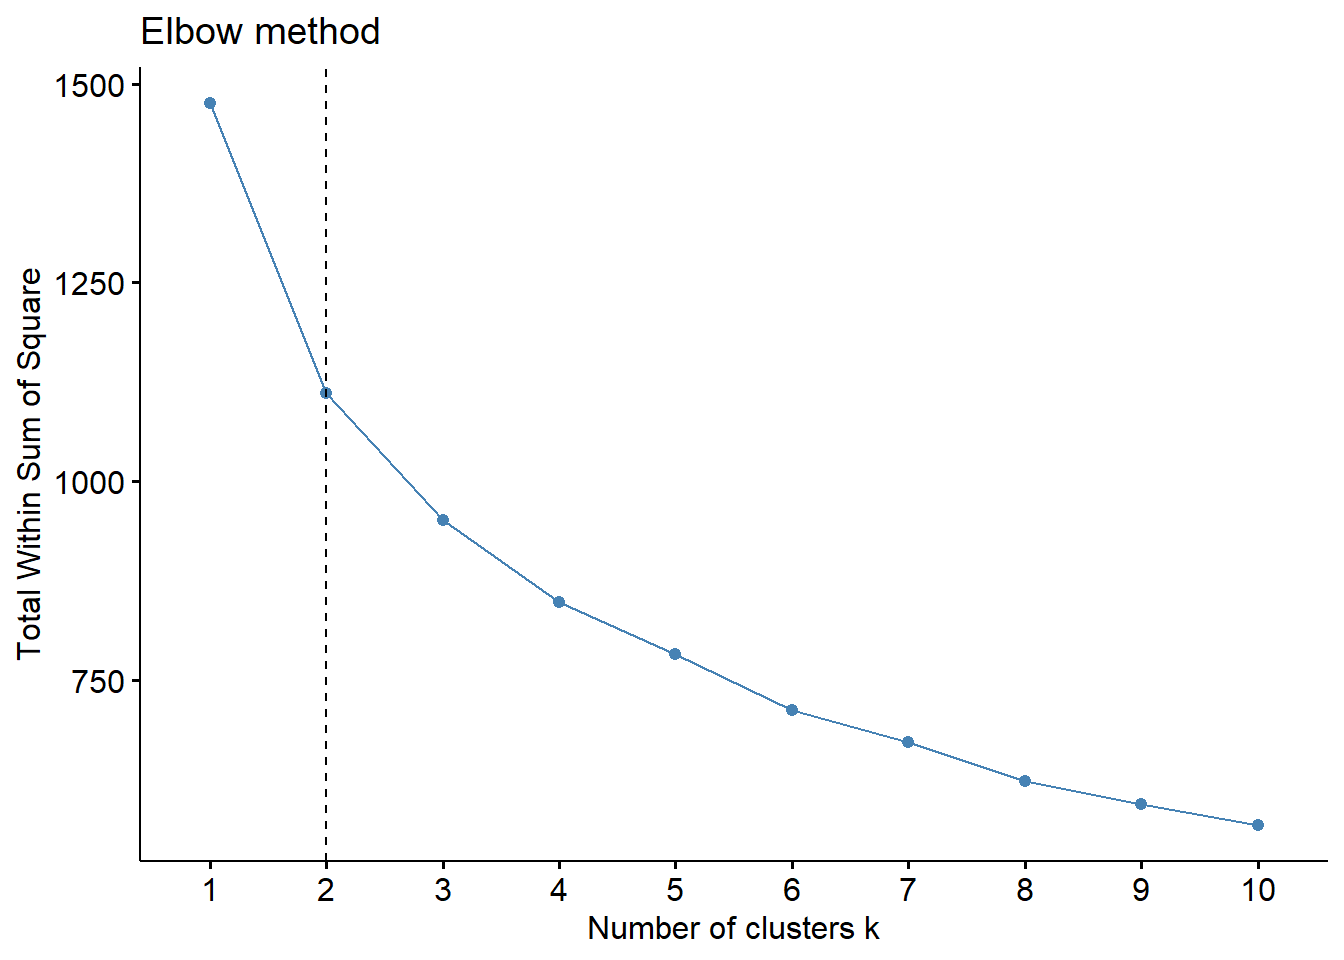 Elbow method
1500
1250
1000
750
Total Within Sum of Square
1 2 3 4 5 6 7 8 9 10
Number of clusters k